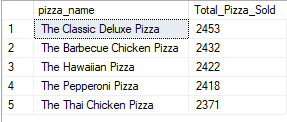 pizza_name Total_Pizza_Sold
1 The Classic Deluxe Pizza 2453
2 The Barbecue Chicken Pizza 2432
3 The Hawaiian Pizza 2422
4 The Pepperoni Pizza 2418
5 The Thai Chicken Pizza 2371